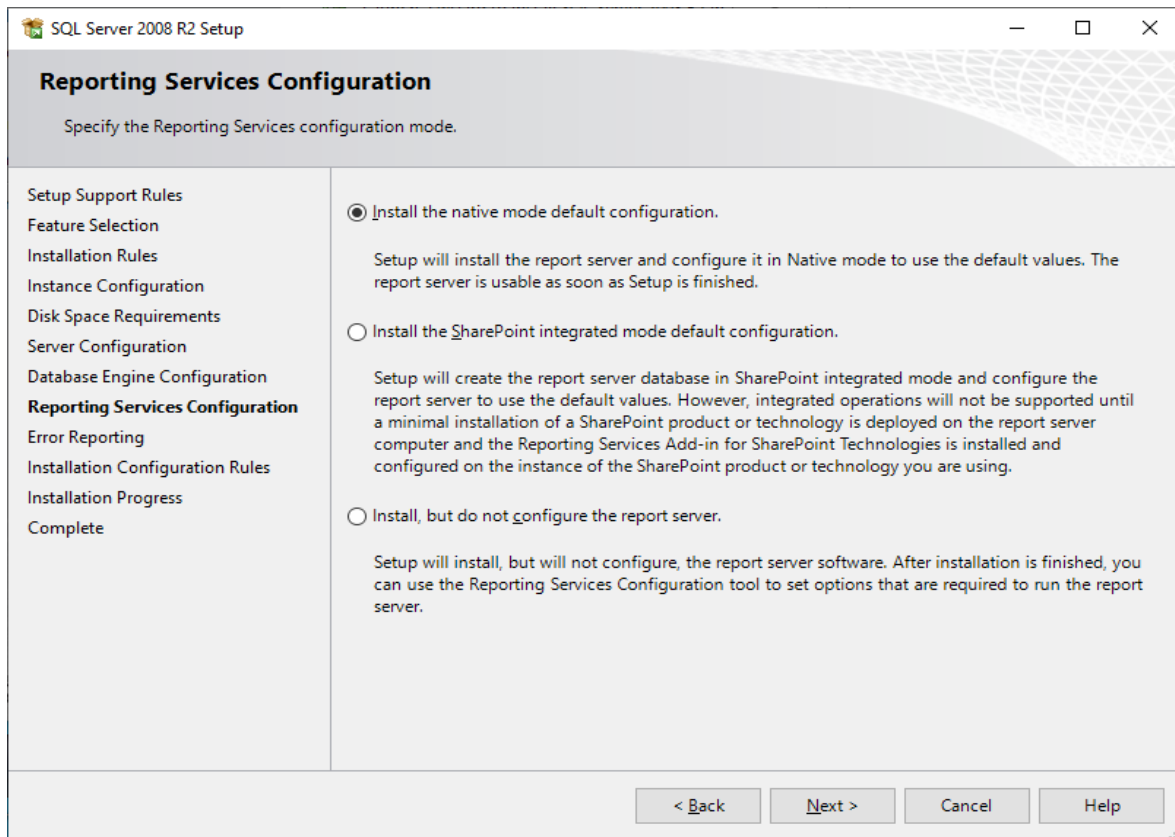 SQL Server 2008 R2 Setup
Reporting Services Configuration
Specify the Reporting Services configuration mode.
Setup Support Rules
Feature Selection
Installation Rules
Instance Configuration
Disk Space Requirements
Server Configuration
Database Engine Configuration
Reporting Services Configuration
Error Reporting
Installation Configuration Rules
Installation Progress
Complete
Install the native mode default configuration.
Setup will install the report server and configure it in Native mode to use the default values. The
report server is usable as soon as Setup is finished.
Install the SharePoint integrated mode default configuration.
Setup will create the report server database in SharePoint integrated mode and configure the
report server to use the default values. However, integrated operations will not be supported until
a minimal installation of a SharePoint product or technology is deployed on the report server
computer and the Reporting Services Add-in for SharePoint Technologies is installed and
configured on the instance of the SharePoint product or technology you are using.
Install, but do not configure the report server.
Setup will install, but will not configure, the report server software. After installation is finished, you
can use the Reporting Services Configuration tool to set options that are required to run the report
server.
< Back
Next >
Cancel
Help